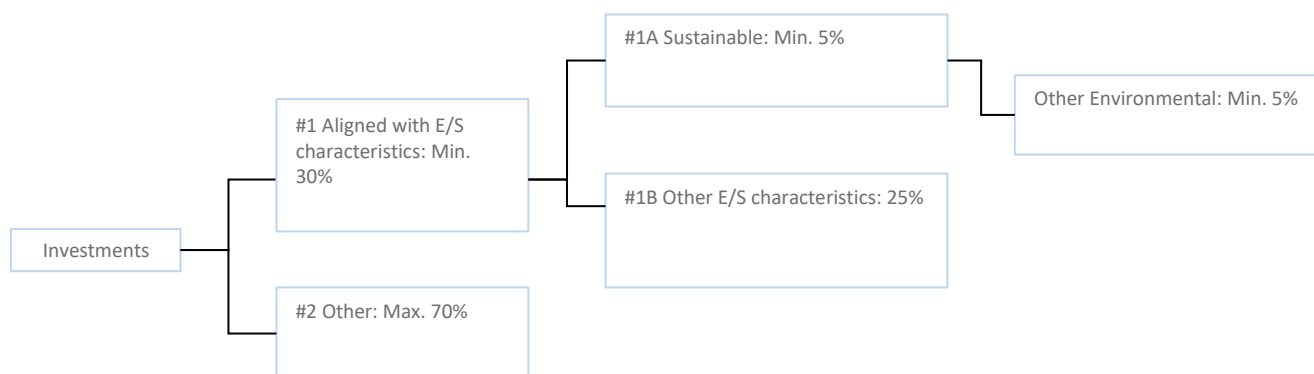 Investments
#1 Aligned with E/S
characteristics: Min.
30%
#2 Other: Max. 70%
#1A Sustainable: Min. 5%
#1B Other E/S characteristics: 25%
Other Environmental: Min. 5%